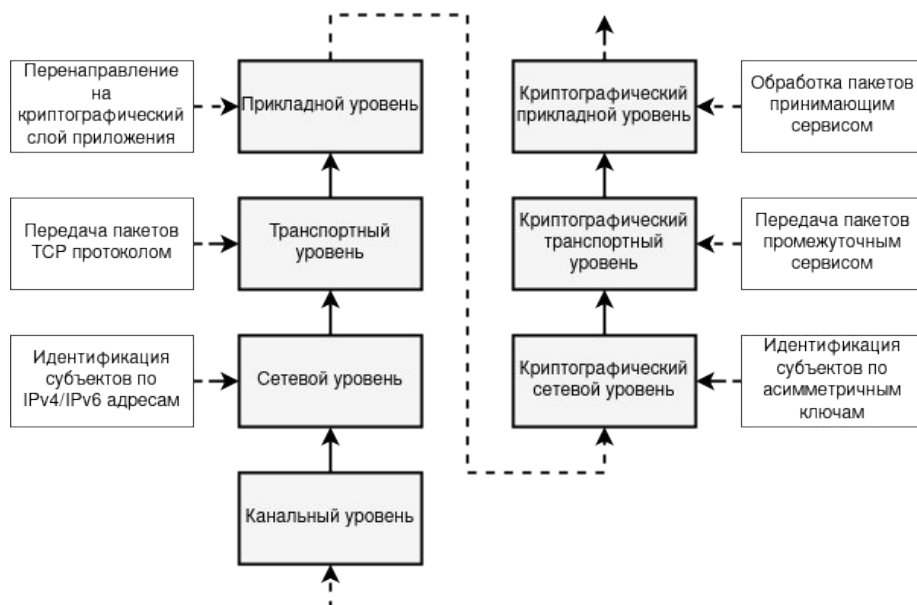 Перенаправление
на
криптографический
слой приложения
Прикладной уровень
Криптографический
прикладной уровень
Обработка пакетов
принимающим
сервисом
Передача пакетов
TCP протоколом
Транспортный
уровень
Криптографический
транспортный
уровень
Передача пакетов
промежуточным
сервисом
Идентификация
субъектов по
IPv4/IPv6 адресам
Сетевой уровень
Криптографический
сетевой уровень
Идентификация
субъектов по
асимметричным
ключам
Канальный уровень